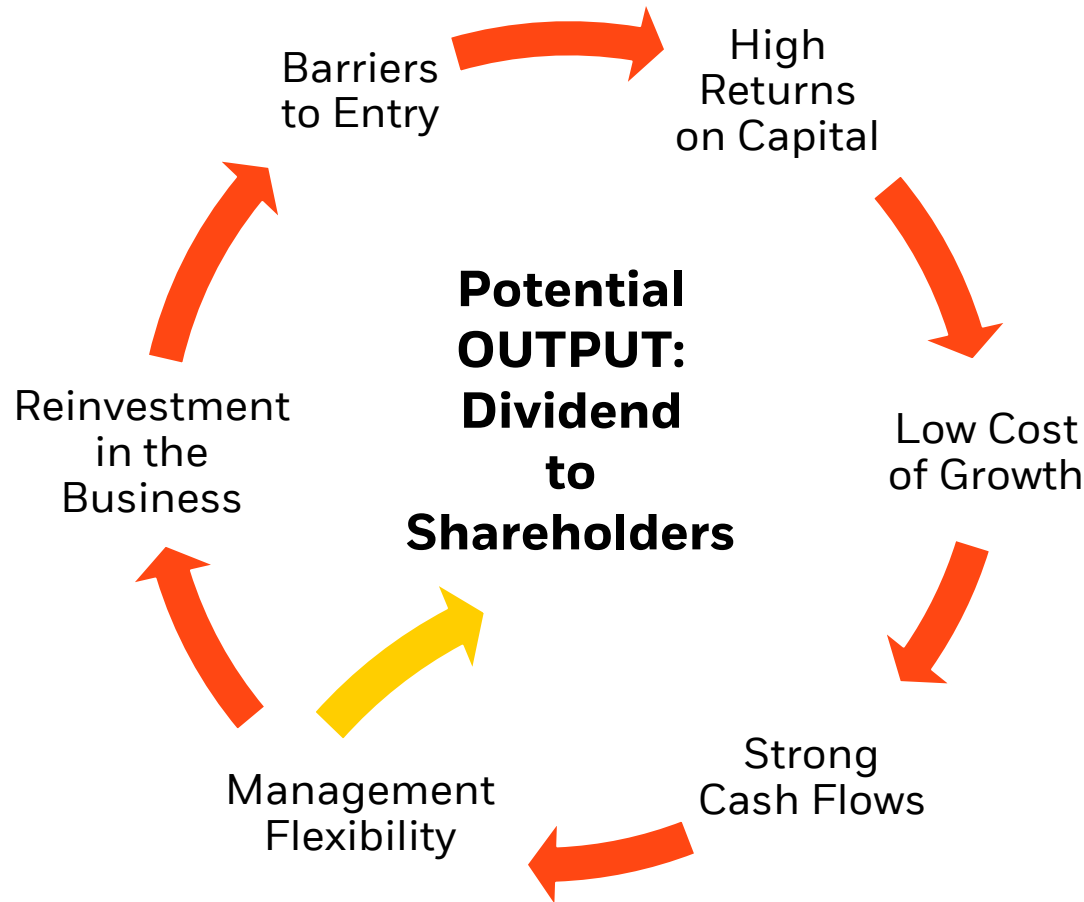 Barriers
to Entry
High
Returns
on Capital
Low Cost
of Growth
Strong
Cash Flows
Management
Flexibility
Reinvestment
in the
Business
Potential
OUTPUT:
Dividend
to
Shareholders